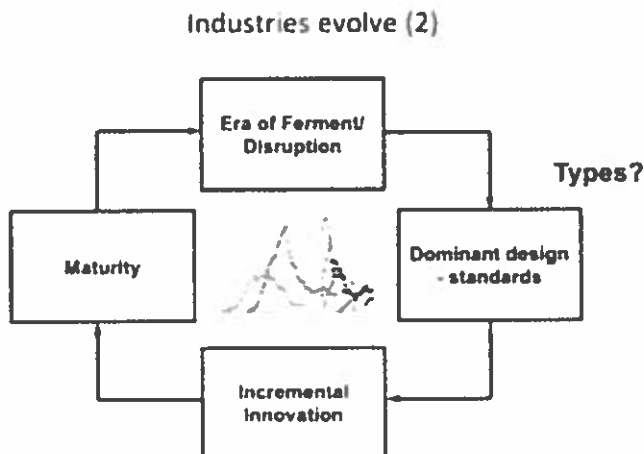 Industries evolve (2)
Era of Ferment/
Disruption
Types?
Maturity
Dominant design
- standards
Incremental
Innovation